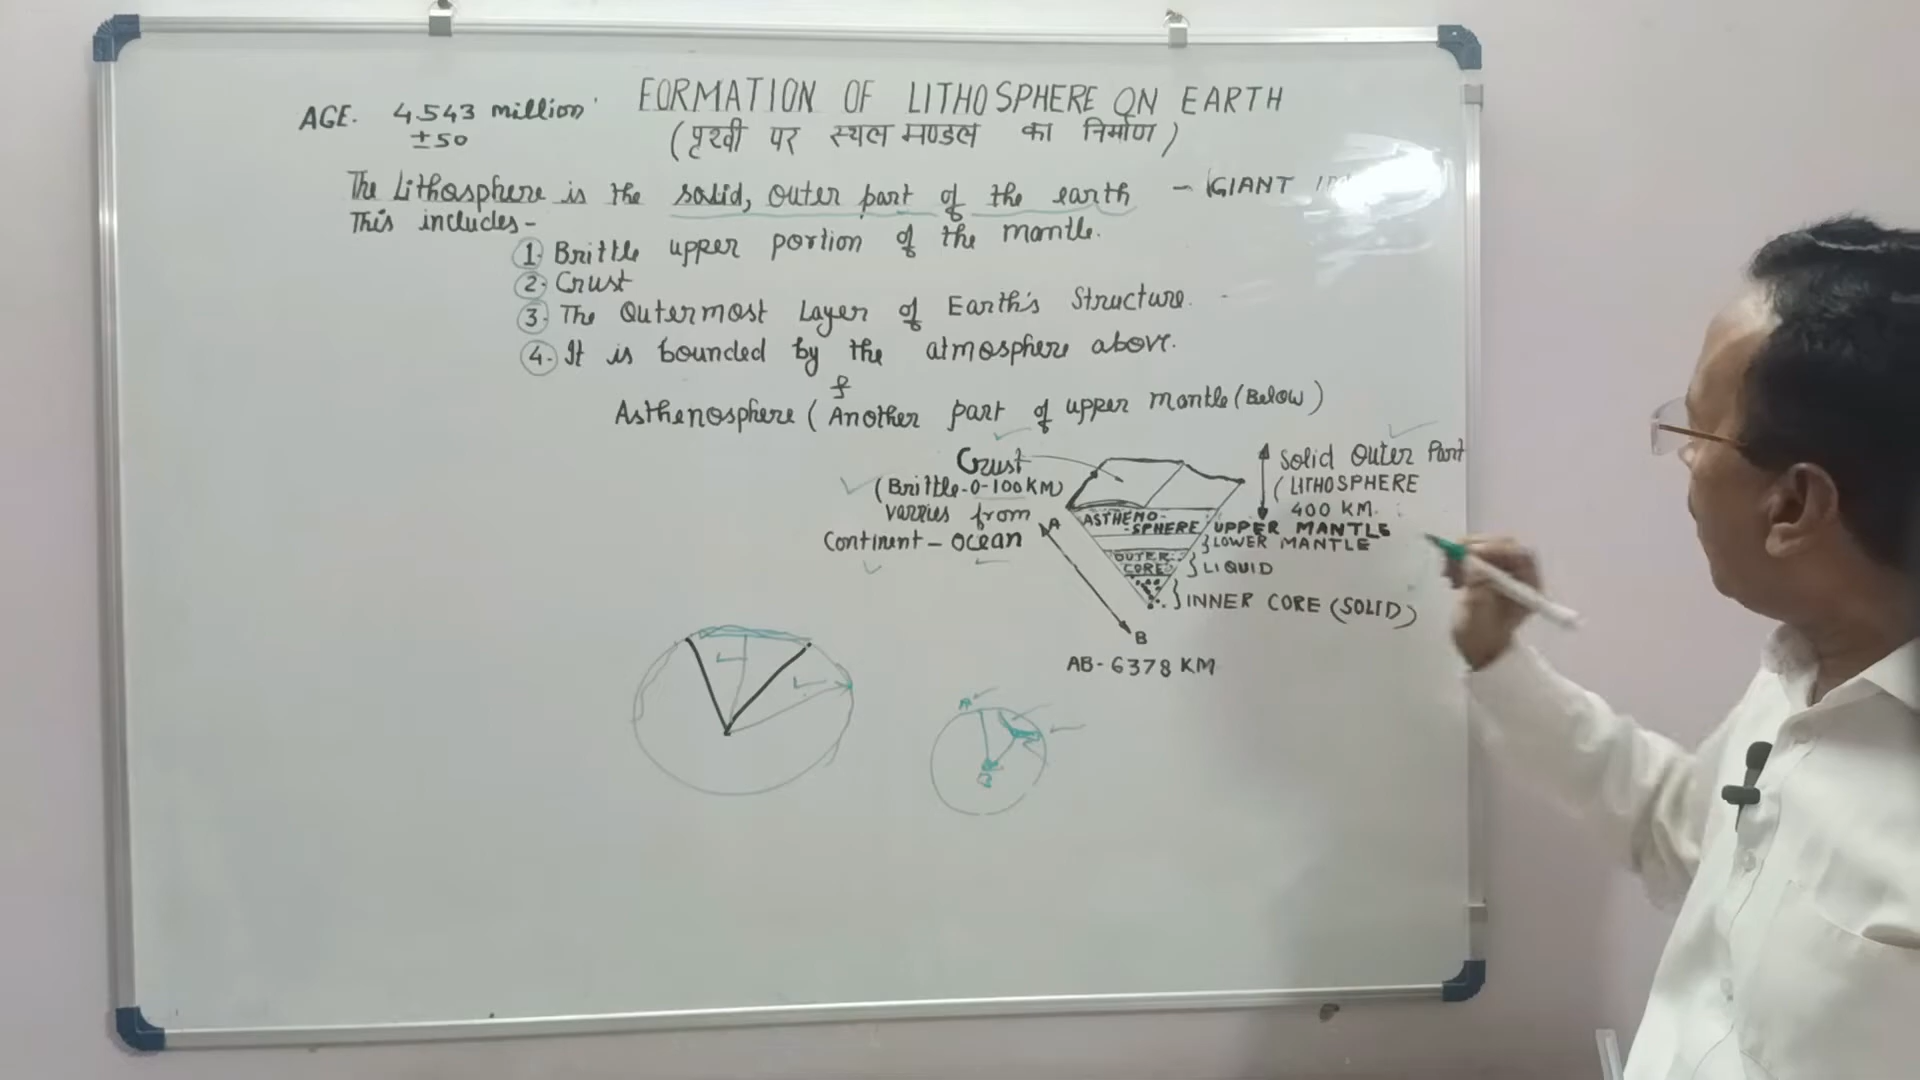 FORMATION OF LITHOSPHERE ON EARTH
(पृथ्वी पर स्थल मण्डल का निर्माण)
AGE. 4543 million
±50
The Lithosphere is the solid, outer part of the earth - GIANT
This includes-
1. Brittle upper portion of the mantle.
2. Crust
3. The Outermost Layer of Earth's Structure.
4. It is bounded by the atmosphere above.
&
Asthenosphere (Another part of upper mantle (Below)
Crust
(Brittle-0-100KM)
varries from
Continent-ocean
Solid Outer Part
(LITHOSPHERE
400 KM.
ASTHENO-
-SPHERE
UPPER MANTLE
LOWER MANTLE
OUTER
CORE
LIQUID
INNER CORE (SOLID)
A
B
AB-6378 KM
A
B